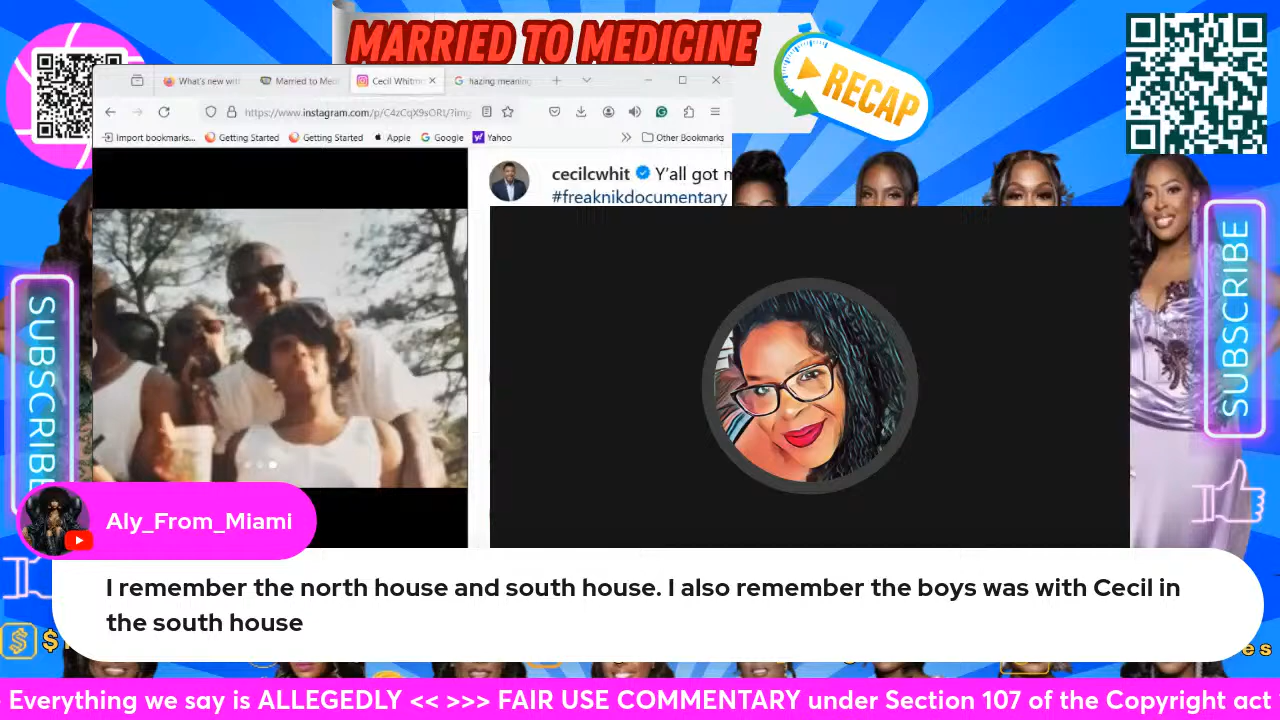 MARRIED TO MEDICINE
RECAP
What's new with
Married to Medi
Cecil Whitm
hazing meaning
https://www.instagram.com/p/C4zCqX9sORt/?img
Import bookmarks...
Getting Started
Getting Started
Apple
Google
Yahoo
Other Bookmarks
cecilcwhit Y'all got m
#freaknikdocumentary
SUBSCRIBE
SUBSCRIBE
Aly_From_Miami
I remember the north house and south house. I also remember the boys was with Cecil in
the south house
Everything we say is ALLEGEDLY << >>> FAIR USE COMMENTARY under Section 107 of the Copyright act